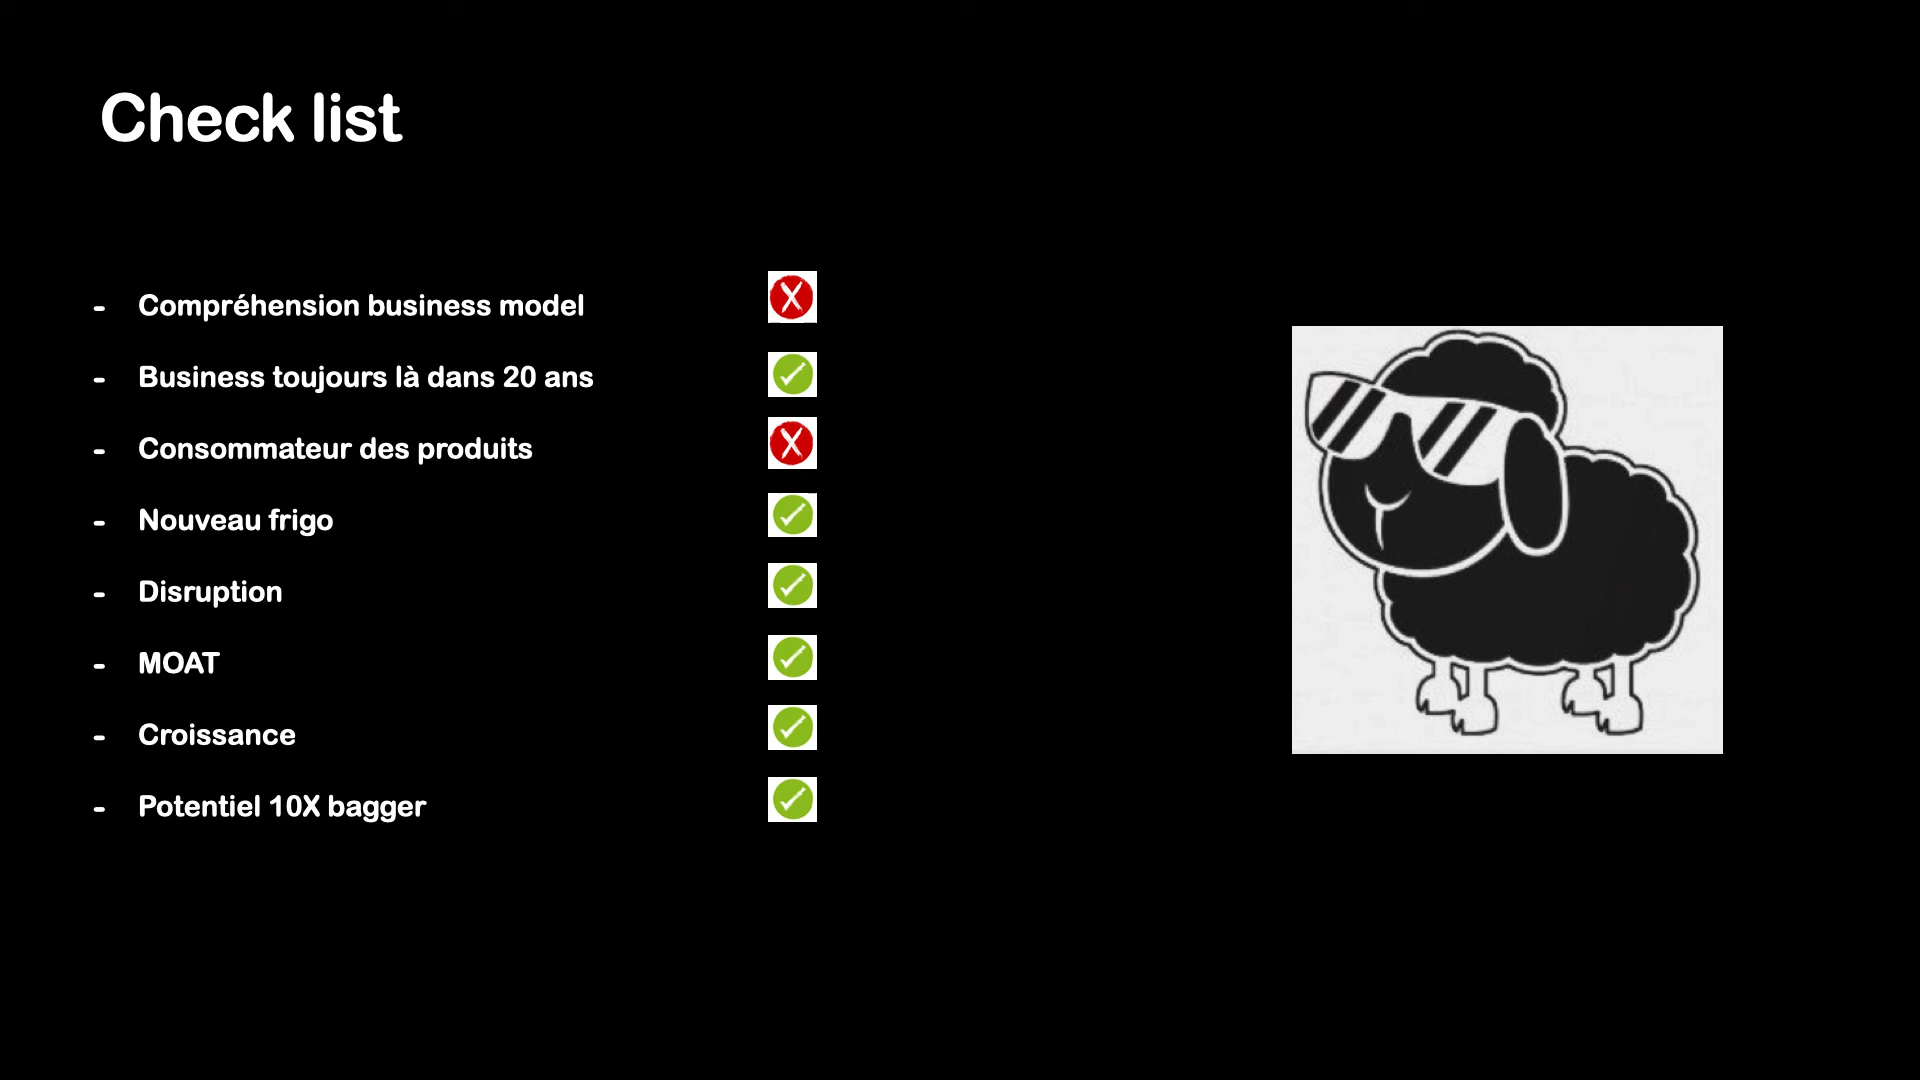 Check list
- Compréhension business model
- Business toujours là dans 20 ans
- Consommateur des produits
- Nouveau frigo
- Disruption
- MOAT
- Croissance
- Potentiel 10X bagger